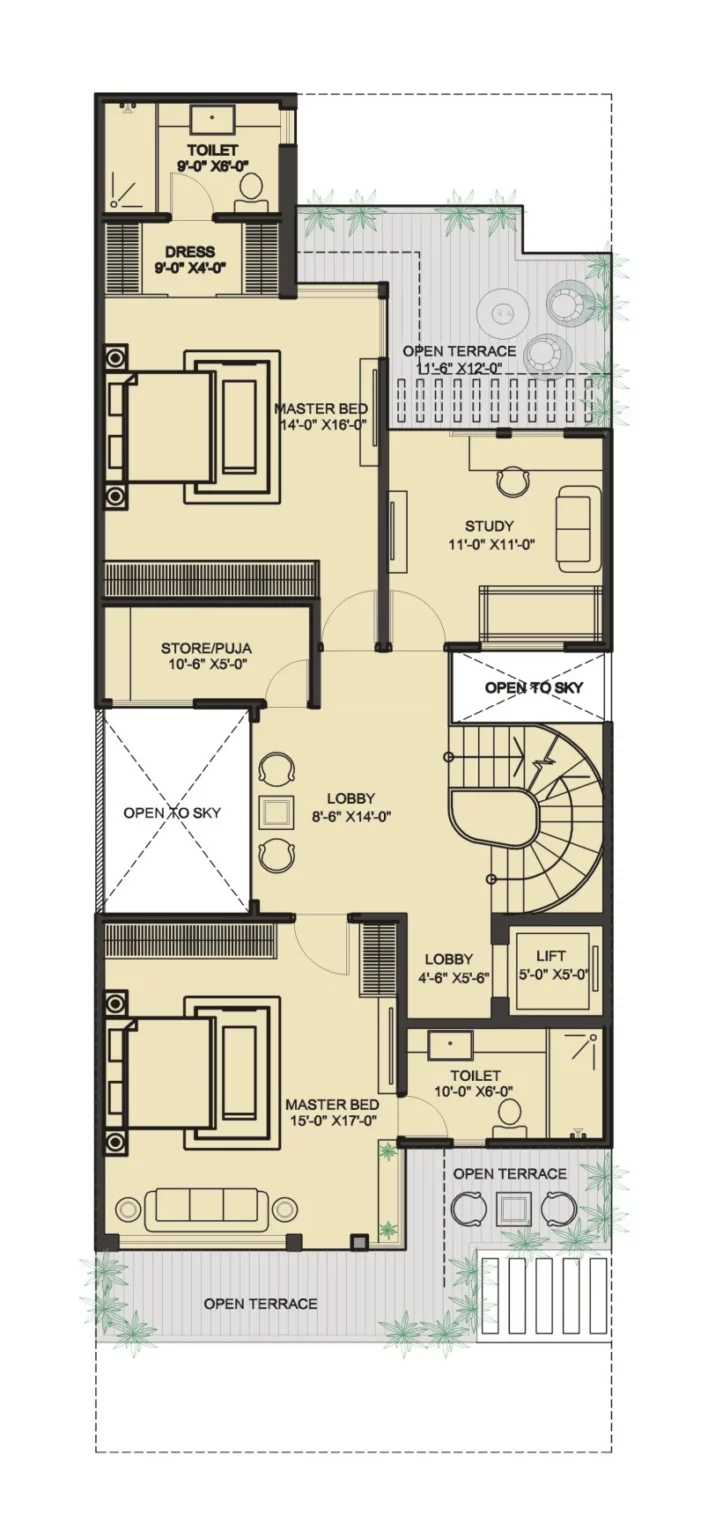 TOILET
9'-0" X6'-0"
DRESS
9'-0" X4'-0"
OPEN TERRACE
11'-6" X12'-0"
MASTER BED
14'-0" X16'-0"
STUDY
11'-0" X11'-0"
STORE/PUJA
10'-6" X5'-0"
OPEN TO SKY
OPEN TO SKY
LOBBY
8'-6" X14'-0"
LOBBY
4'-6" X5'-6"
LIFT
5'-0" X5'-0"
TOILET
10'-0" X6'-0"
MASTER BED
15'-0" X17'-0"
OPEN TERRACE
OPEN TERRACE